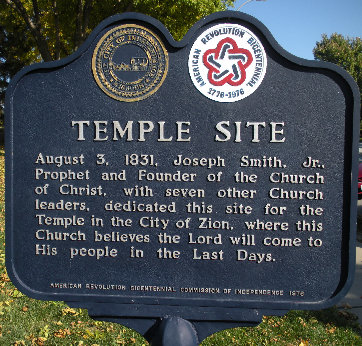 AMERICAN REVOLUTION BICENTENNIAL
1776-1976
TEMPLE SITE
August 3, 1831, Joseph Smith, Jr.,
Prophet and Founder of the Church
of Christ, with seven other Church
leaders, dedicated this site for the
Temple in the City of Zion, where this
Church believes the Lord will come to
His people in the Last Days.
AMERICAN REVOLUTION BICENTENNIAL COMMISSION OF INDEPENDENCE 1976